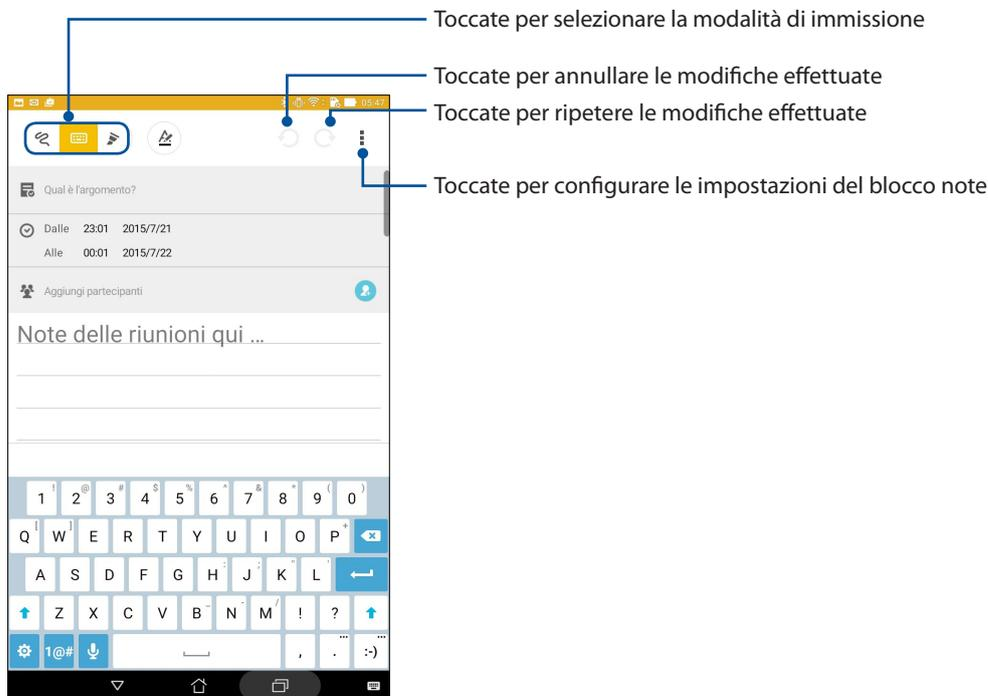 Toccate per selezionare la modalità di immissione
Toccate per annullare le modifiche effettuate
Toccate per ripetere le modifiche effettuate
Toccate per configurare le impostazioni del blocco note
05:47
Qual è l'argomento?
Dalle 23:01 2015/7/21
Alle 00:01 2015/7/22
Aggiungi partecipanti
Note delle riunioni qui ...
1 ! 2 @ 3 # 4 $ 5 % 6 ^ 7 & 8 * 9 ( 0 )
Q [ W ] E R T Y U I O P +
A S D F G H : J ; K " L '
Z X C V B _ N - M / ! ?
1@# , . ... :-) ...